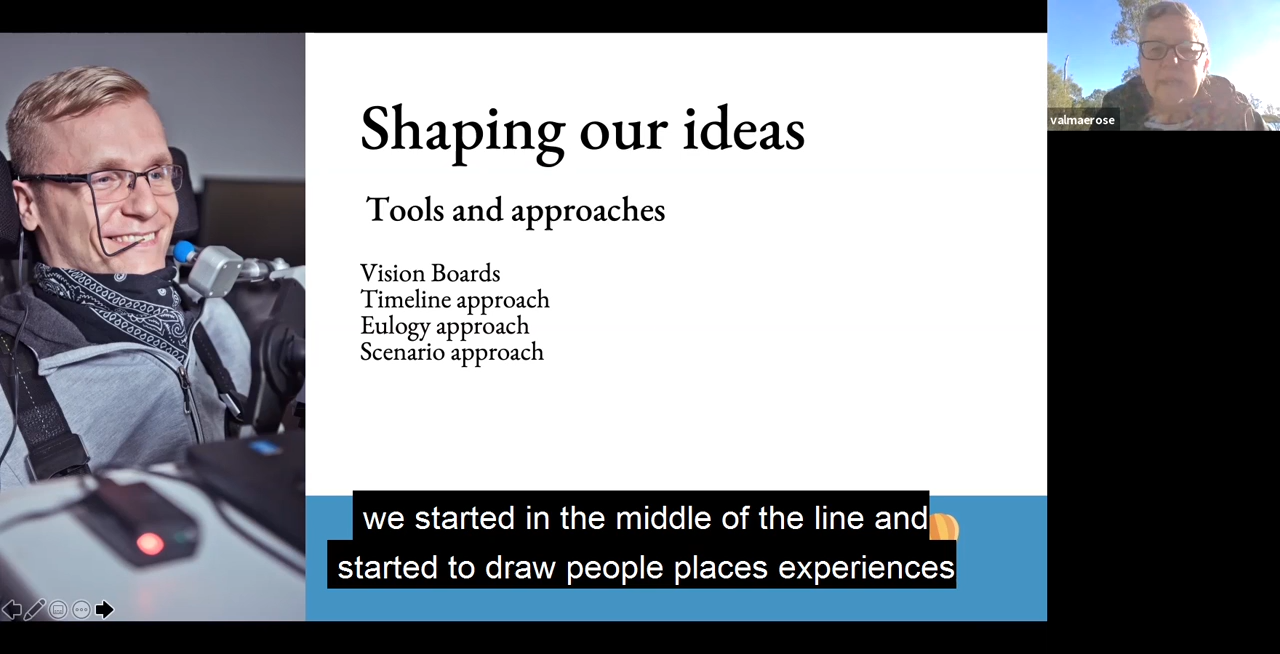 Shaping our ideas
Tools and approaches
Vision Boards
Timeline approach
Eulogy approach
Scenario approach
we started in the middle of the line and
started to draw people places experiences
valmaerose